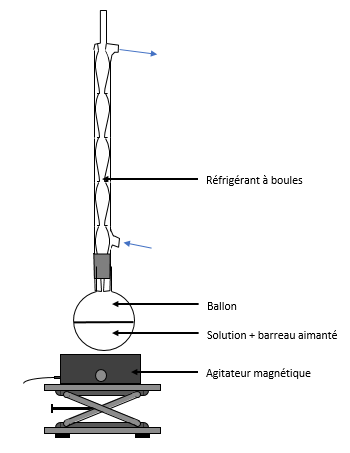 Réfrigérant à boules
Ballon
Solution + barreau aimanté
Agitateur magnétique